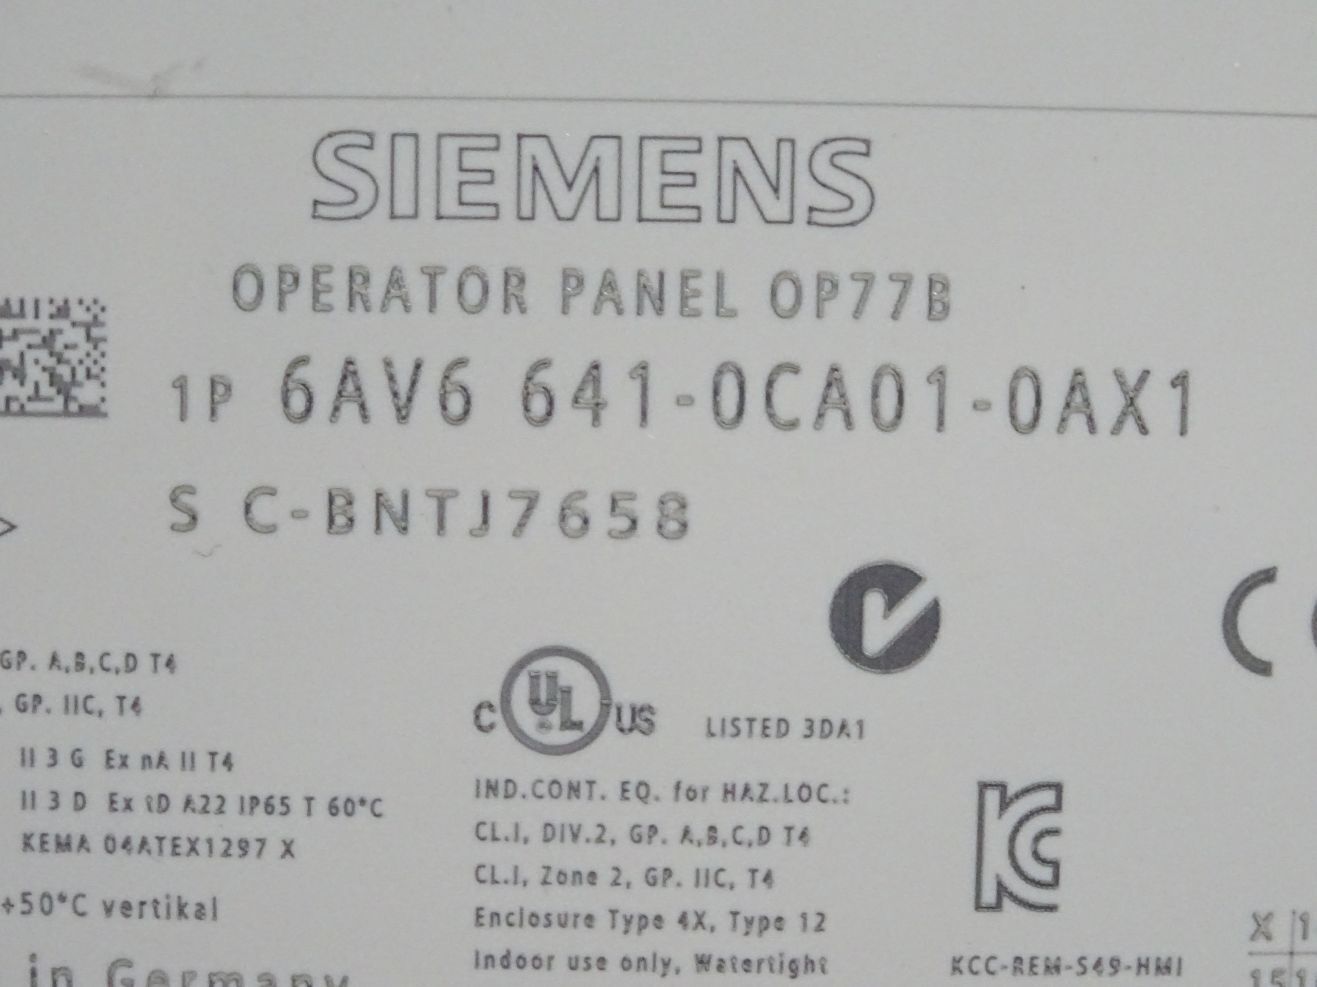 SIEMENS
OPERATOR PANEL OP77B
1P 6AV6 641-0CA01-0AX1
S C-BNTJ7658
GP. A,B,C,D T4
, GP. IIC, T4
II 3 G Ex nA II T4
II 3 D Ex tD A22 IP65 T 60°C
KEMA 04ATEX1297 X
+50°C vertikal
in Germany
C UL US LISTED 3DA1
IND.CONT. EQ. for HAZ.LOC.:
CL.I, DIV.2, GP. A,B,C,D T4
CL.I, Zone 2, GP. IIC, T4
Enclosure Type 4X, Type 12
Indoor use only, Watertight
CE
KC
KCC-REM-S49-HMI
X 1